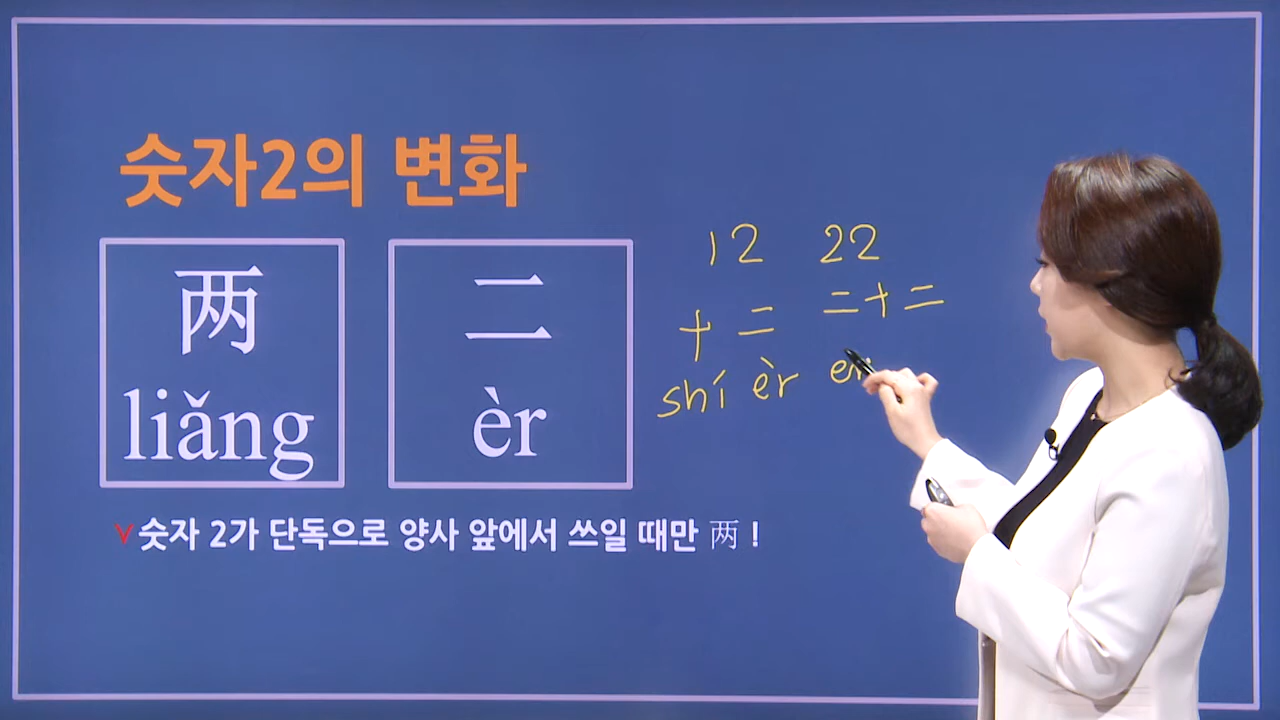 숫자2의 변화
两
liǎng
二
èr
V 숫자 2가 단독으로 양사 앞에서 쓰일 때만 两 !
12 22
十二 二十二
shí èr er